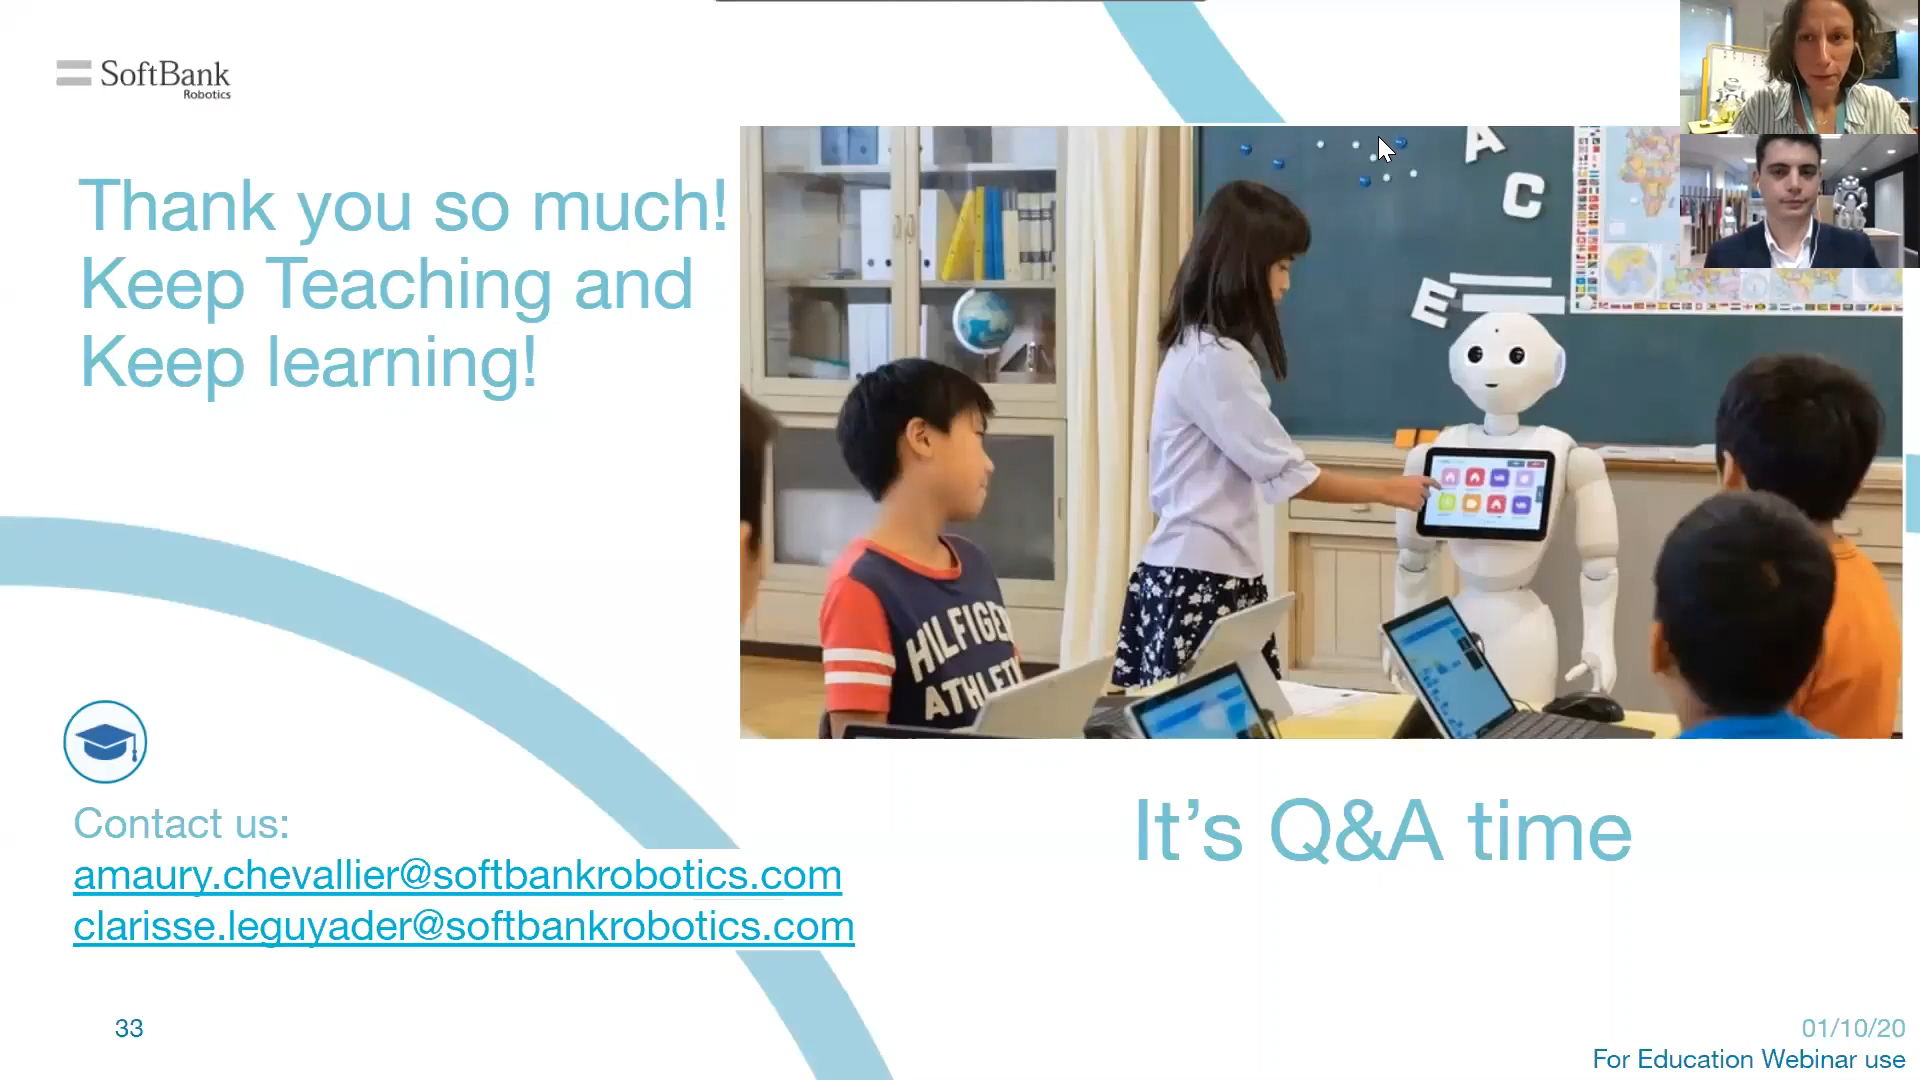 SoftBank
Robotics
Thank you so much!
Keep Teaching and
Keep learning!
A
C
E
HILFIGER
ATHLETI
Contact us:
amaury.chevallier@softbankrobotics.com
clarisse.leguyader@softbankrobotics.com
It’s Q&A time
33
01/10/20
For Education Webinar use